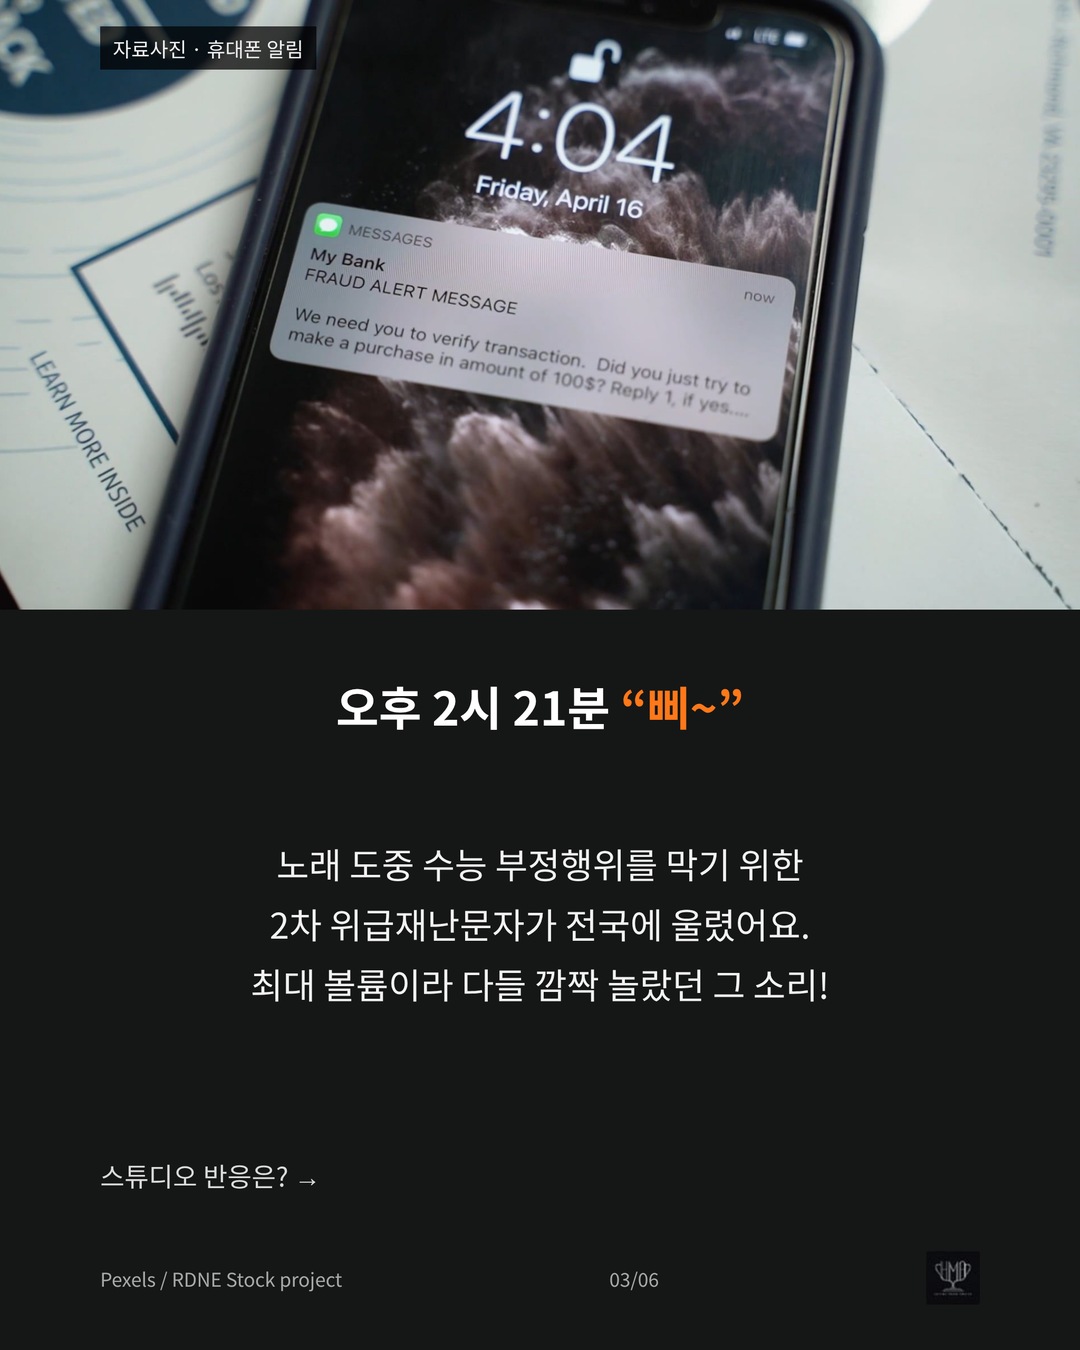 자료사진 · 휴대폰 알림
LTE
4:04
Friday, April 16
MESSAGES
now
My Bank
FRAUD ALERT MESSAGE
We need you to verify transaction. Did you just try to
make a purchase in amount of 100$? Reply 1, if yes....
LEARN MORE INSIDE
오후 2시 21분 “삐~”
노래 도중 수능 부정행위를 막기 위한
2차 위급재난문자가 전국에 울렸어요.
최대 볼륨이라 다들 깜짝 놀랐던 그 소리!
스튜디오 반응은? →
Pexels / RDNE Stock project
03/06